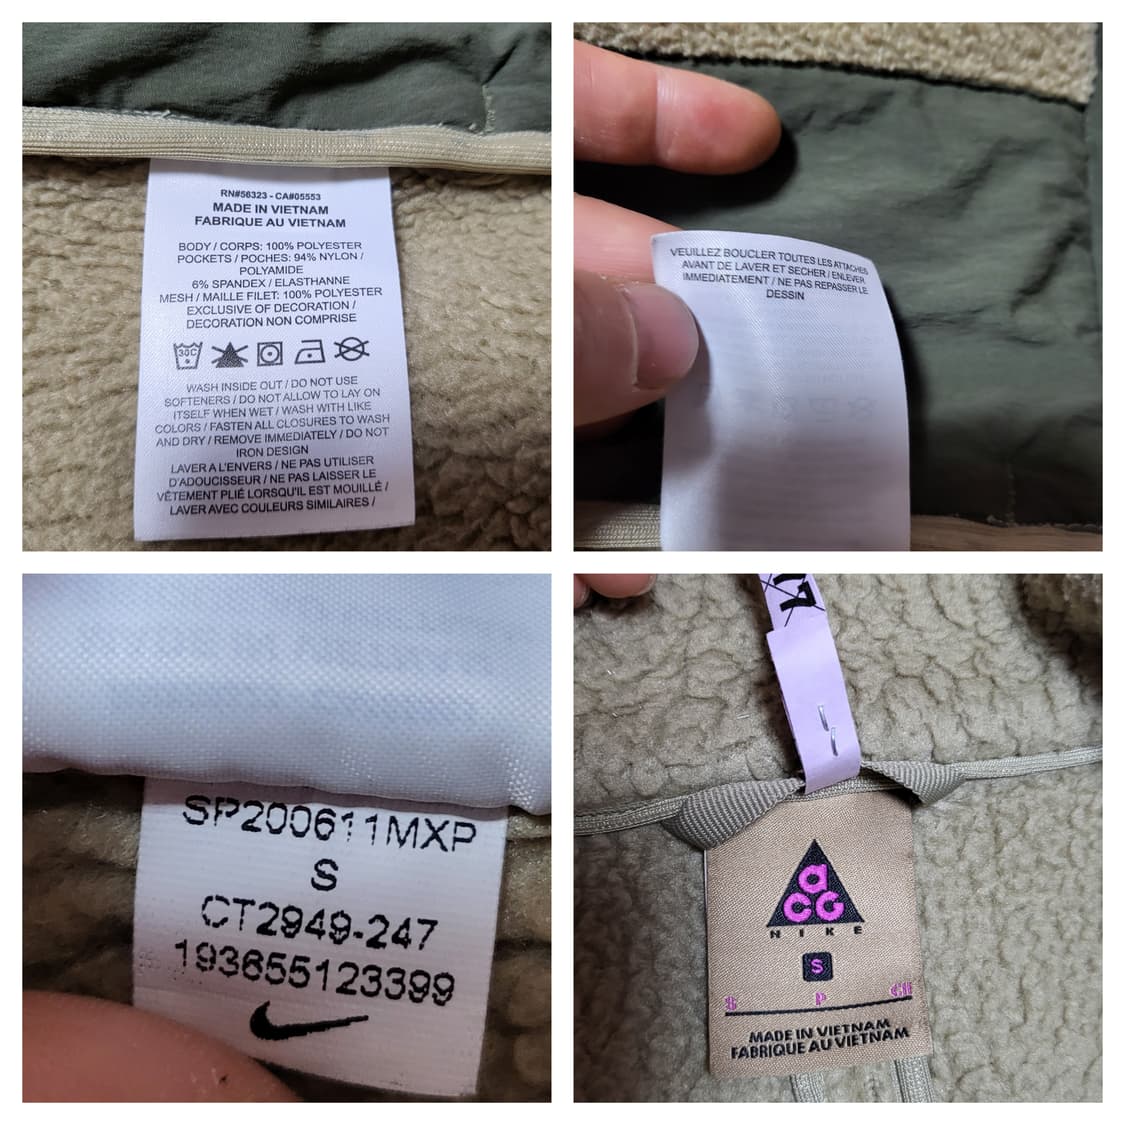 RN#56323 - CA#05553
MADE IN VIETNAM
FABRIQUE AU VIETNAM
BODY / CORPS: 100% POLYESTER
POCKETS / POCHES: 94% NYLON /
POLYAMIDE
6% SPANDEX / ELASTHANNE
MESH / MAILLE FILET: 100% POLYESTER
EXCLUSIVE OF DECORATION /
DECORATION NON COMPRISE
30C
WASH INSIDE OUT / DO NOT USE
SOFTENERS / DO NOT ALLOW TO LAY ON
ITSELF WHEN WET / WASH WITH LIKE
COLORS / FASTEN ALL CLOSURES TO WASH
AND DRY / REMOVE IMMEDIATELY / DO NOT
IRON DESIGN
LAVER A L'ENVERS / NE PAS UTILISER
D'ADOUCISSEUR / NE PAS LAISSER LE
VÊTEMENT PLIÉ LORSQU'IL EST MOUILLÉ /
LAVER AVEC COULEURS SIMILAIRES /
VEUILLEZ BOUCLER TOUTES LES ATTACHES
AVANT DE LAVER ET SECHER / ENLEVER
IMMEDIATEMENT / NE PAS REPASSER LE
DESSIN
SP200611MXP
S
CT2949-247
193655123399
07
a
CG
NIKE
S
S P CH
MADE IN VIETNAM
FABRIQUE AU VIETNAM